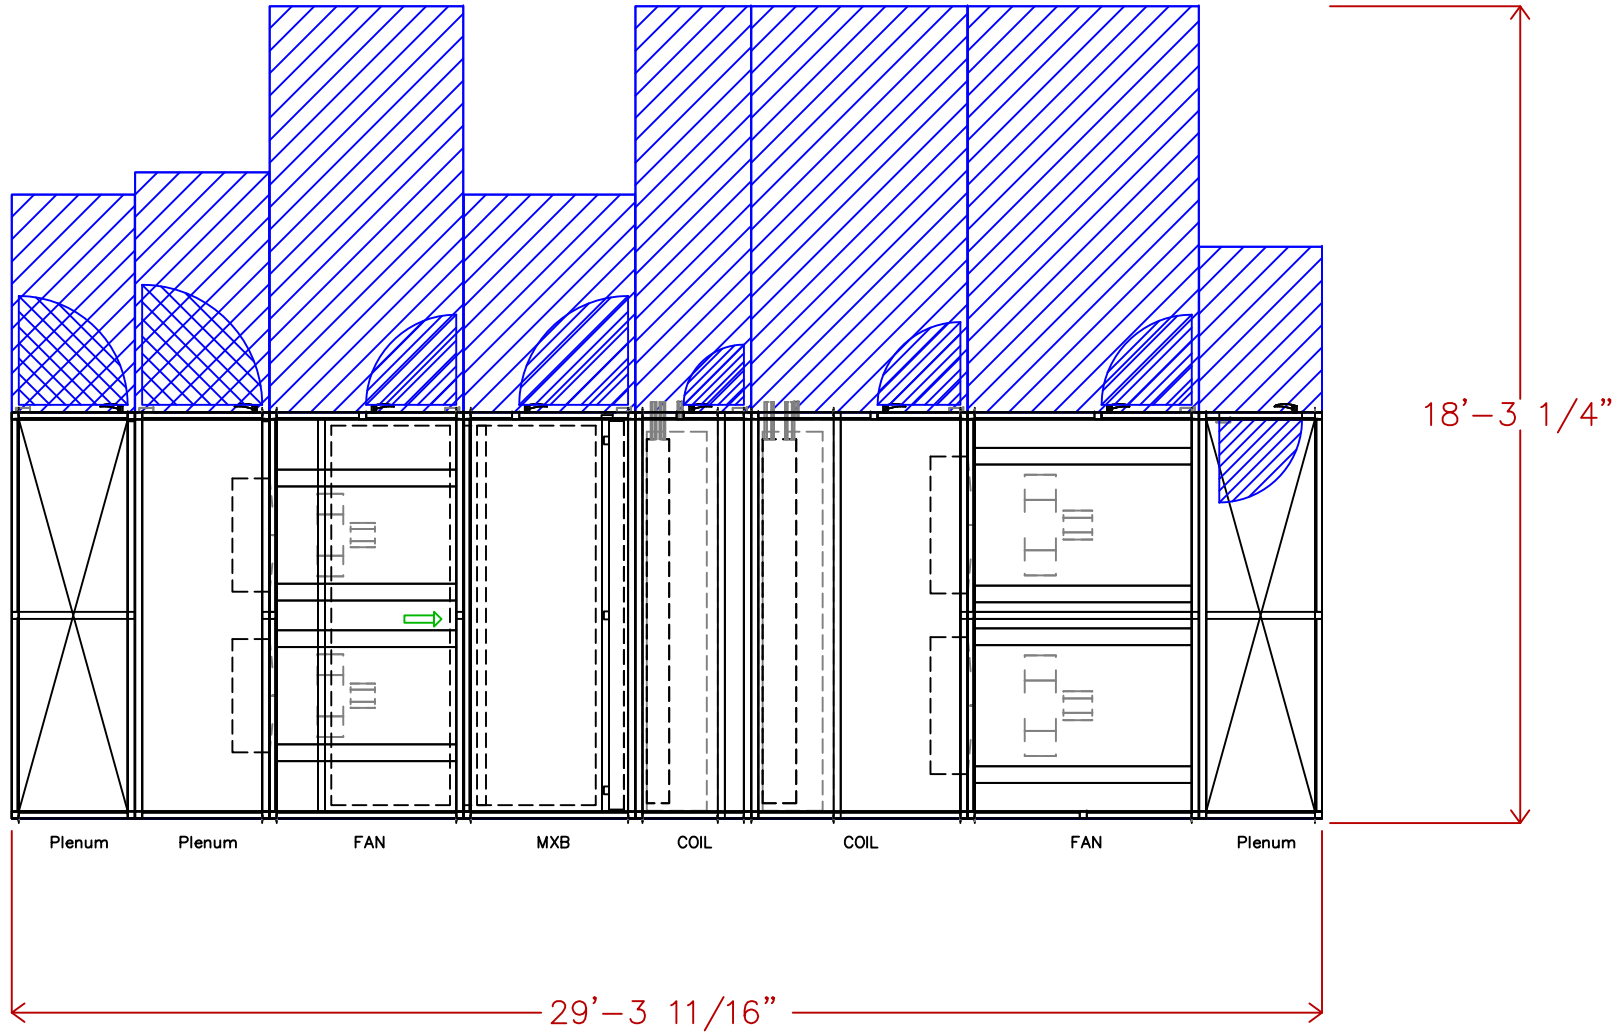 18’-3 1/4”
Plenum Plenum FAN MXB COIL COIL FAN Plenum
29’-3 11/16”